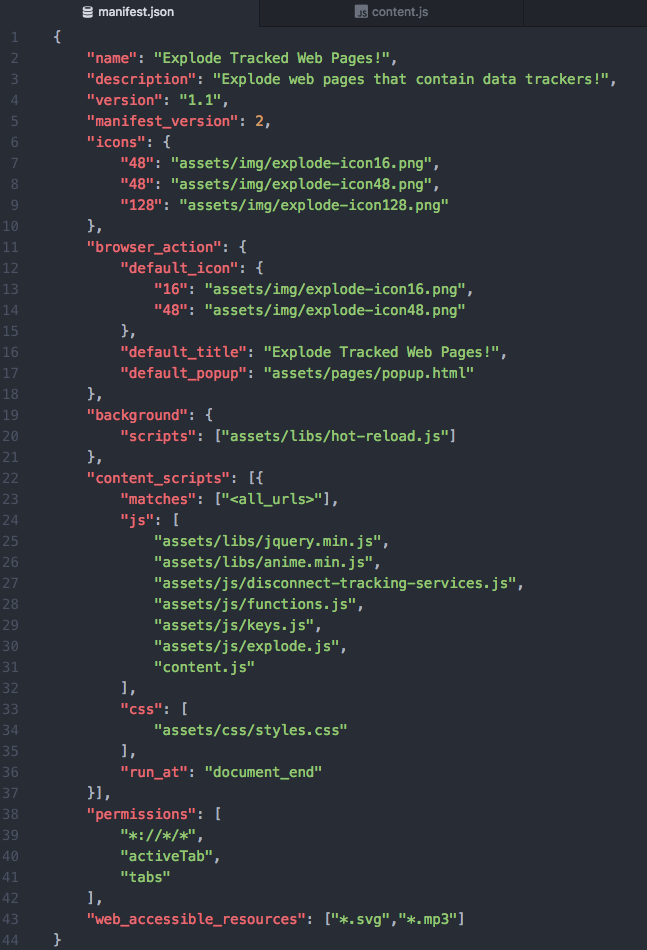 manifest.json
JS content.js
1 {
2 "name": "Explode Tracked Web Pages!",
3 "description": "Explode web pages that contain data trackers!",
4 "version": "1.1",
5 "manifest_version": 2,
6 "icons": {
7 "48": "assets/img/explode-icon16.png",
8 "48": "assets/img/explode-icon48.png",
9 "128": "assets/img/explode-icon128.png"
10 },
11 "browser_action": {
12 "default_icon": {
13 "16": "assets/img/explode-icon16.png",
14 "48": "assets/img/explode-icon48.png"
15 },
16 "default_title": "Explode Tracked Web Pages!",
17 "default_popup": "assets/pages/popup.html"
18 },
19 "background": {
20 "scripts": ["assets/libs/hot-reload.js"]
21 },
22 "content_scripts": [{
23 "matches": ["<all_urls>"],
24 "js": [
25 "assets/libs/jquery.min.js",
26 "assets/libs/anime.min.js",
27 "assets/js/disconnect-tracking-services.js",
28 "assets/js/functions.js",
29 "assets/js/keys.js",
30 "assets/js/explode.js",
31 "content.js"
32 ],
33 "css": [
34 "assets/css/styles.css"
35 ],
36 "run_at": "document_end"
37 }],
38 "permissions": [
39 "*://*/*",
40 "activeTab",
41 "tabs"
42 ],
43 "web_accessible_resources": ["*.svg","*.mp3"]
44 }